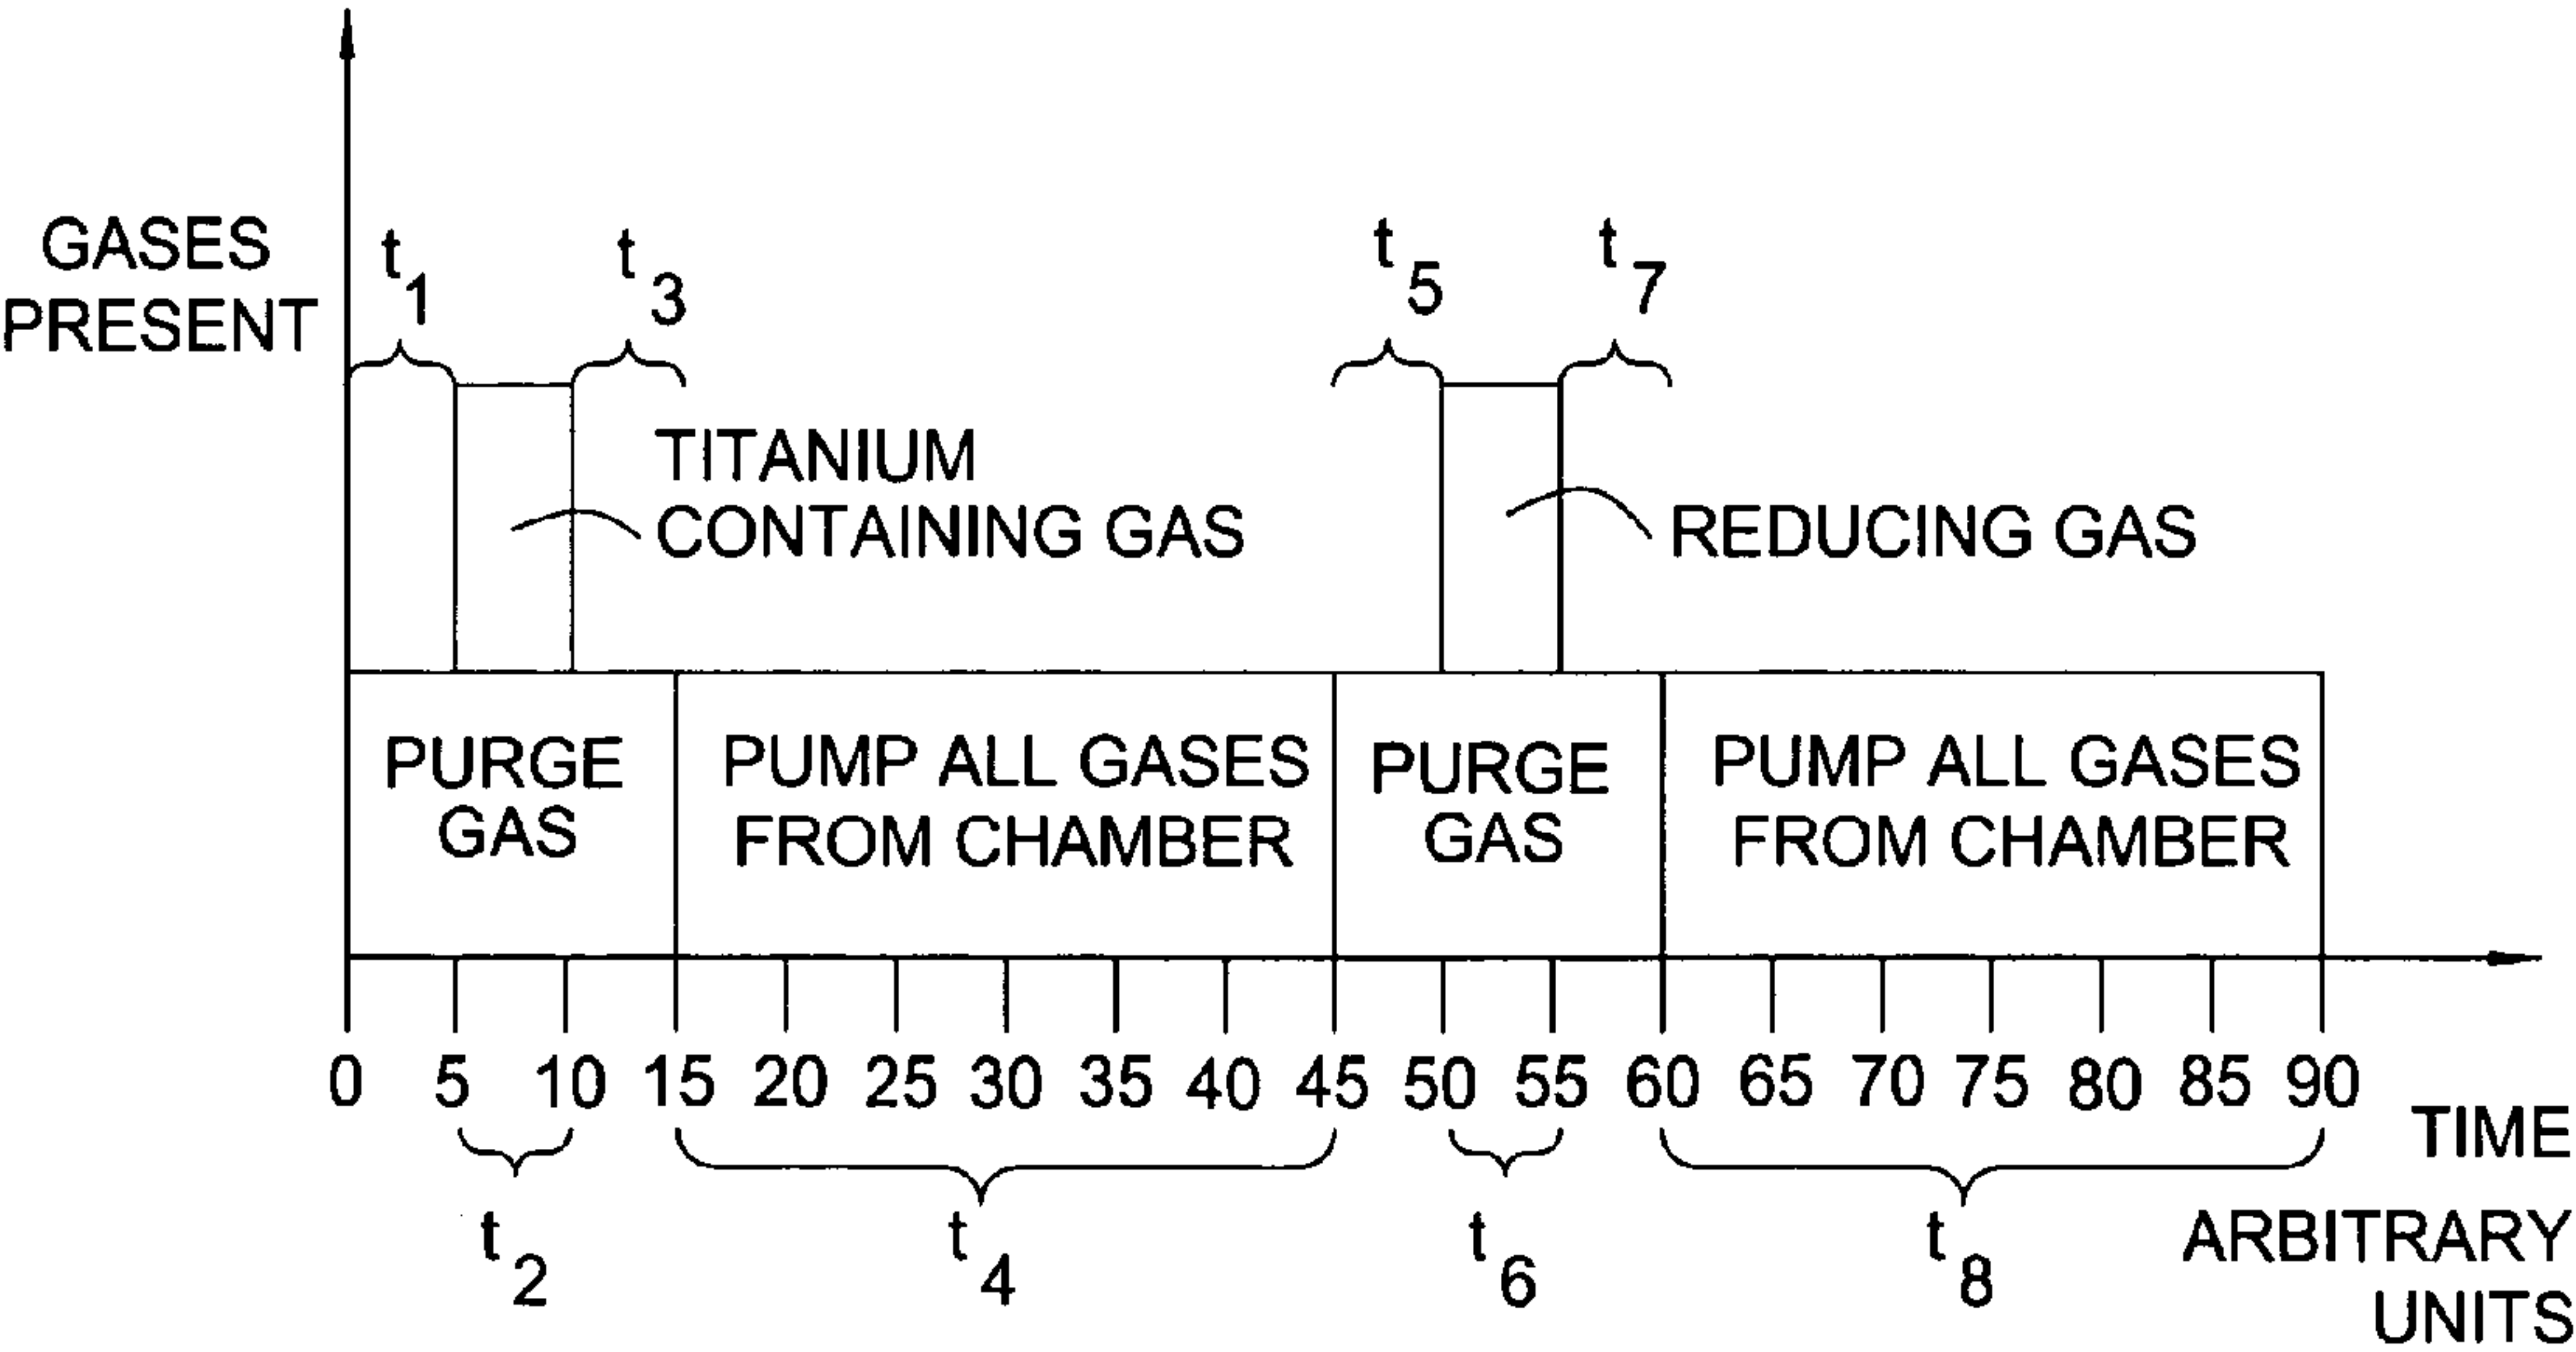 GASES
PRESENT
t1
t3
t5
t7
TITANIUM
CONTAINING GAS
REDUCING GAS
PURGE
GAS
PUMP ALL GASES
FROM CHAMBER
PURGE
GAS
PUMP ALL GASES
FROM CHAMBER
0 5 10 15 20 25 30 35 40 45 50 55 60 65 70 75 80 85 90
TIME
t2
t4
t6
t8
ARBITRARY
UNITS